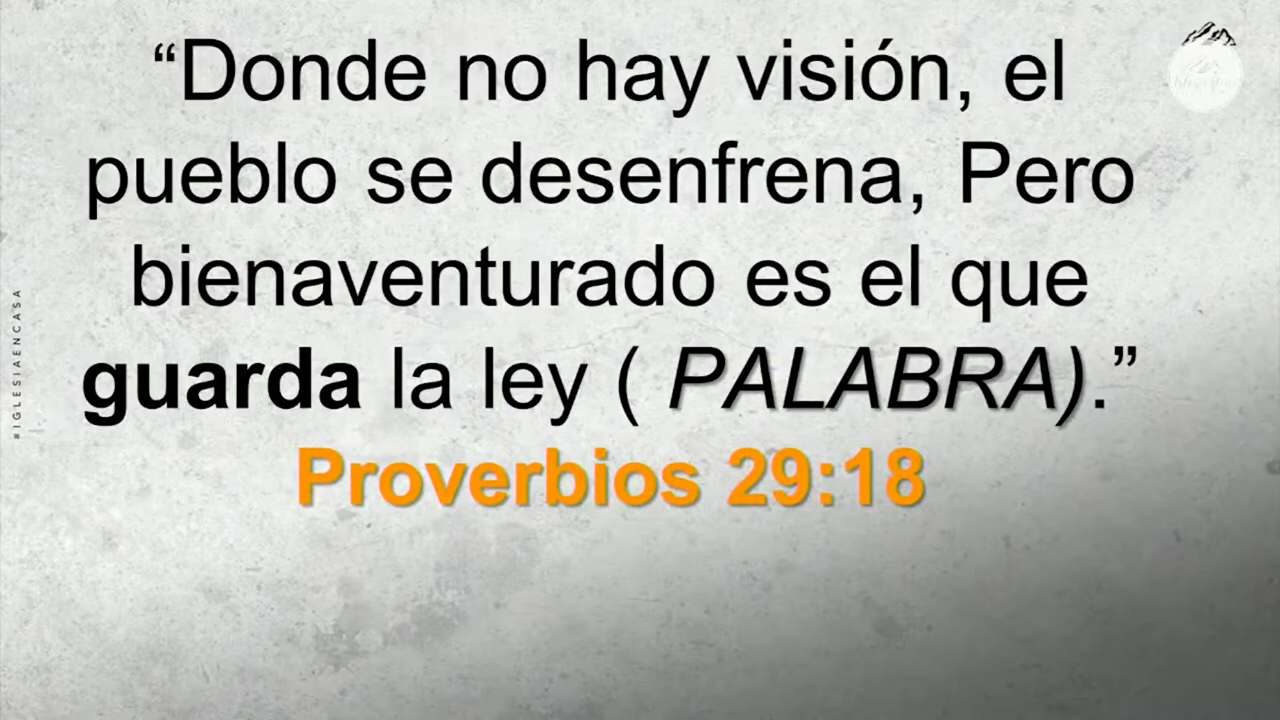 “Donde no hay visión, el
pueblo se desenfrena, Pero
bienaventurado es el que
guarda la ley ( PALABRA).”
Proverbios 29:18
#IGLESIAENCASA